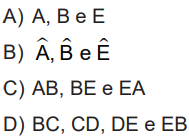 A) A, B e E
B) Â, B̂ e Ê
C) AB, BE e EA
D) BC, CD, DE e EB